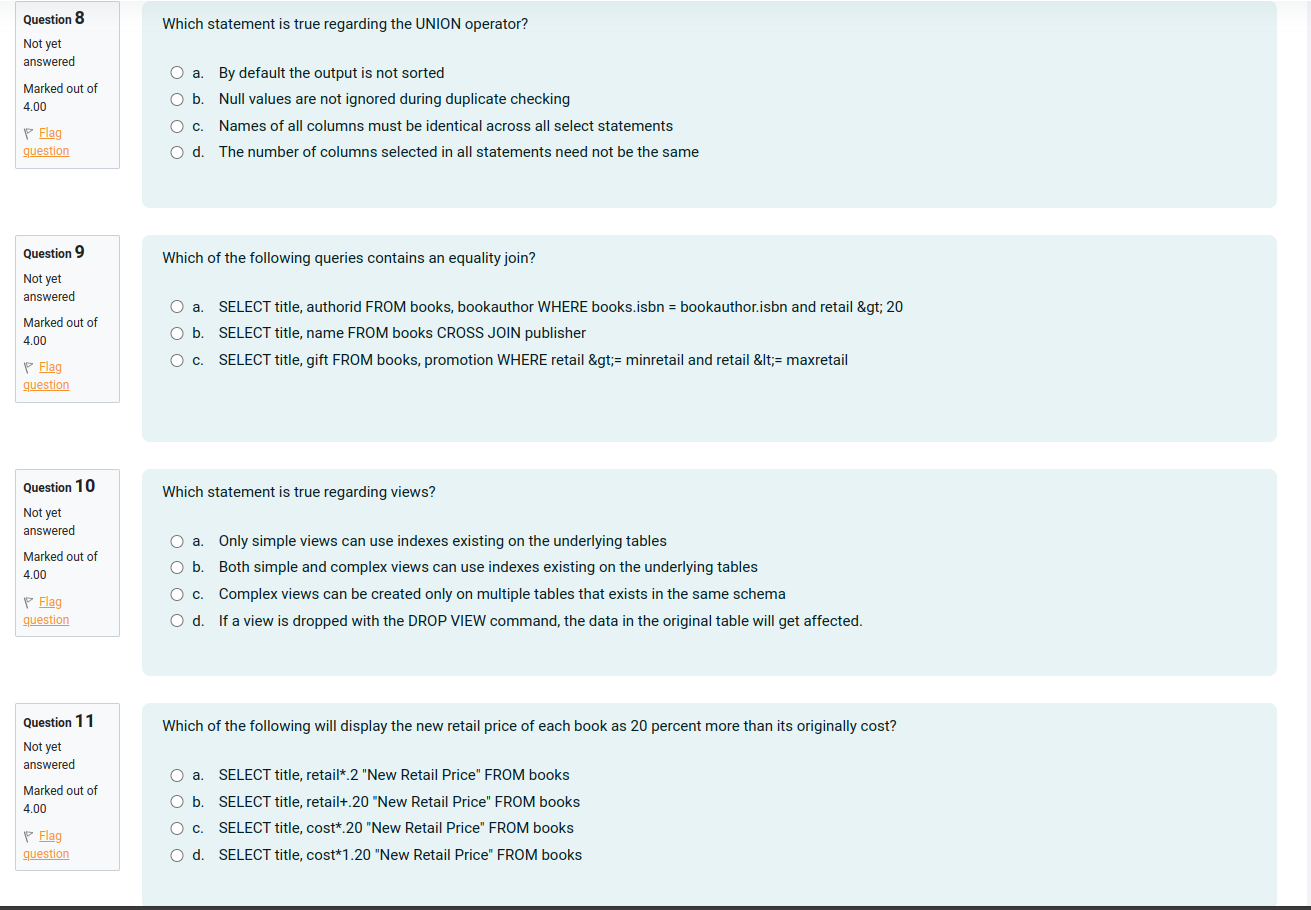 Question 8
Not yet
answered
Marked out of
4.00
Flag
question
Which statement is true regarding the UNION operator?
a. By default the output is not sorted
b. Null values are not ignored during duplicate checking
c. Names of all columns must be identical across all select statements
d. The number of columns selected in all statements need not be the same
Question 9
Not yet
answered
Marked out of
4.00
Flag
question
Which of the following queries contains an equality join?
a. SELECT title, authorid FROM books, bookauthor WHERE books.isbn = bookauthor.isbn and retail &gt; 20
b. SELECT title, name FROM books CROSS JOIN publisher
c. SELECT title, gift FROM books, promotion WHERE retail &gt;= minretail and retail &lt;= maxretail
Question 10
Not yet
answered
Marked out of
4.00
Flag
question
Which statement is true regarding views?
a. Only simple views can use indexes existing on the underlying tables
b. Both simple and complex views can use indexes existing on the underlying tables
c. Complex views can be created only on multiple tables that exists in the same schema
d. If a view is dropped with the DROP VIEW command, the data in the original table will get affected.
Question 11
Not yet
answered
Marked out of
4.00
Flag
question
Which of the following will display the new retail price of each book as 20 percent more than its originally cost?
a. SELECT title, retail*.2 "New Retail Price" FROM books
b. SELECT title, retail+.20 "New Retail Price" FROM books
c. SELECT title, cost*.20 "New Retail Price" FROM books
d. SELECT title, cost*1.20 "New Retail Price" FROM books